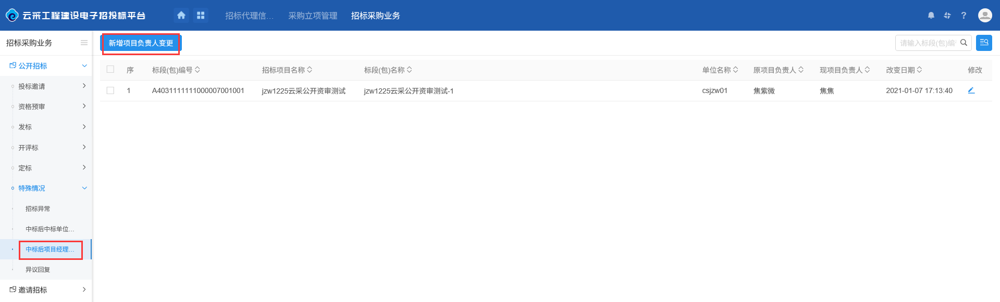 云采工程建设电子招投标平台
招标代理信... 采购立项管理 招标采购业务
招标采购业务
新增项目负责人变更
请输入标段(包)编
公开招标
投标邀请
资格预审
发标
开评标
定标
特殊情况
招标异常
中标后中标单位...
中标后项目经理...
异议回复
邀请招标
序 标段(包)编号 招标项目名称 标段(包)名称 单位名称 原项目负责人 现项目负责人 改变日期 修改
1 A4031111111000007001001 jzw1225云采公开资审测试 jzw1225云采公开资审测试-1 csjzw01 焦紫微 焦焦 2021-01-07 17:13:40